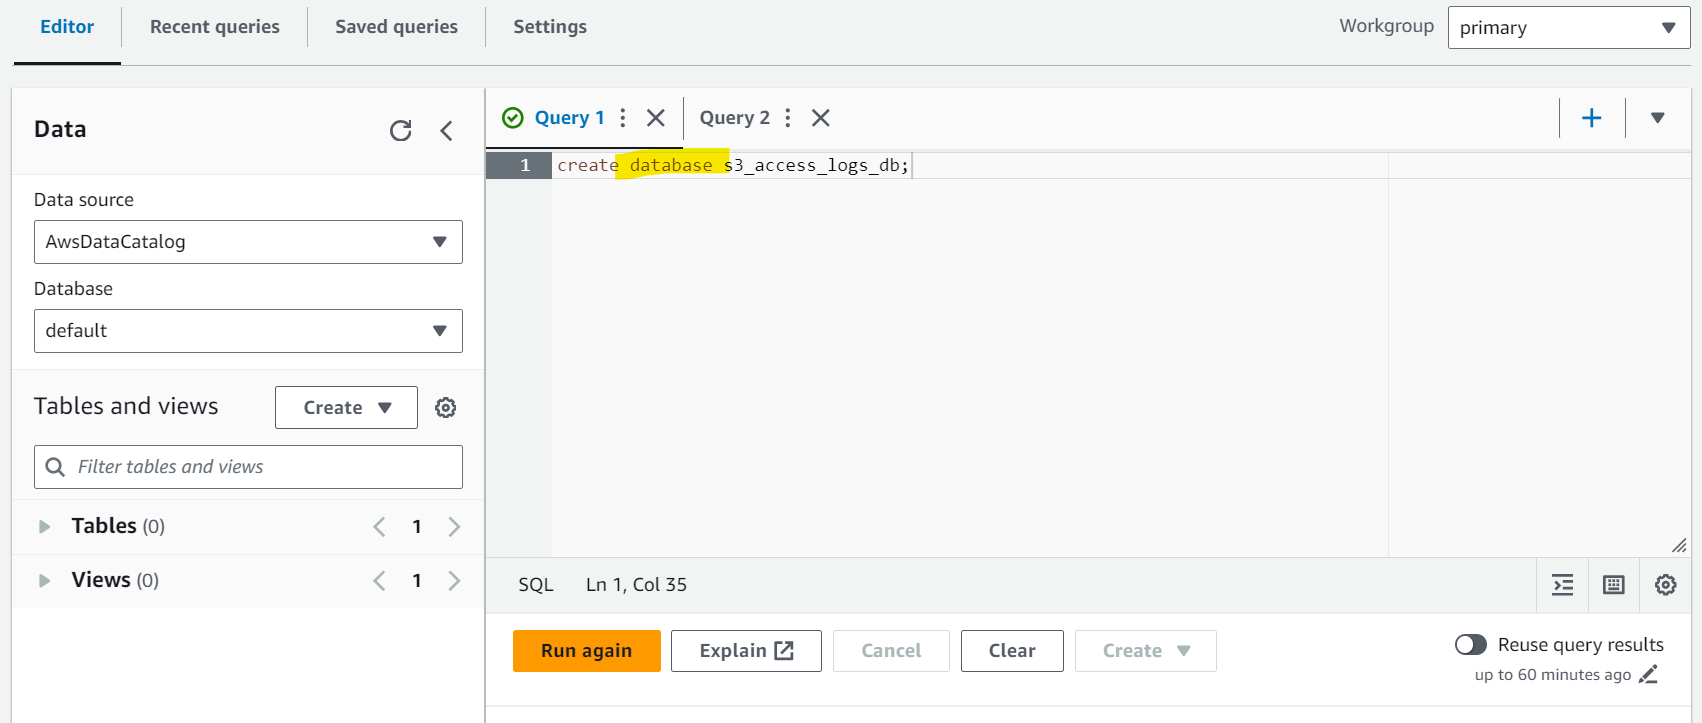 Editor
Recent queries
Saved queries
Settings
Workgroup
primary
Data
Data source
AwsDataCatalog
Database
default
Tables and views
Create
Filter tables and views
Tables (0)
1
Views (0)
1
Query 1
Query 2
1 create database s3_access_logs_db;
SQL Ln 1, Col 35
Run again
Explain
Cancel
Clear
Create
Reuse query results
up to 60 minutes ago